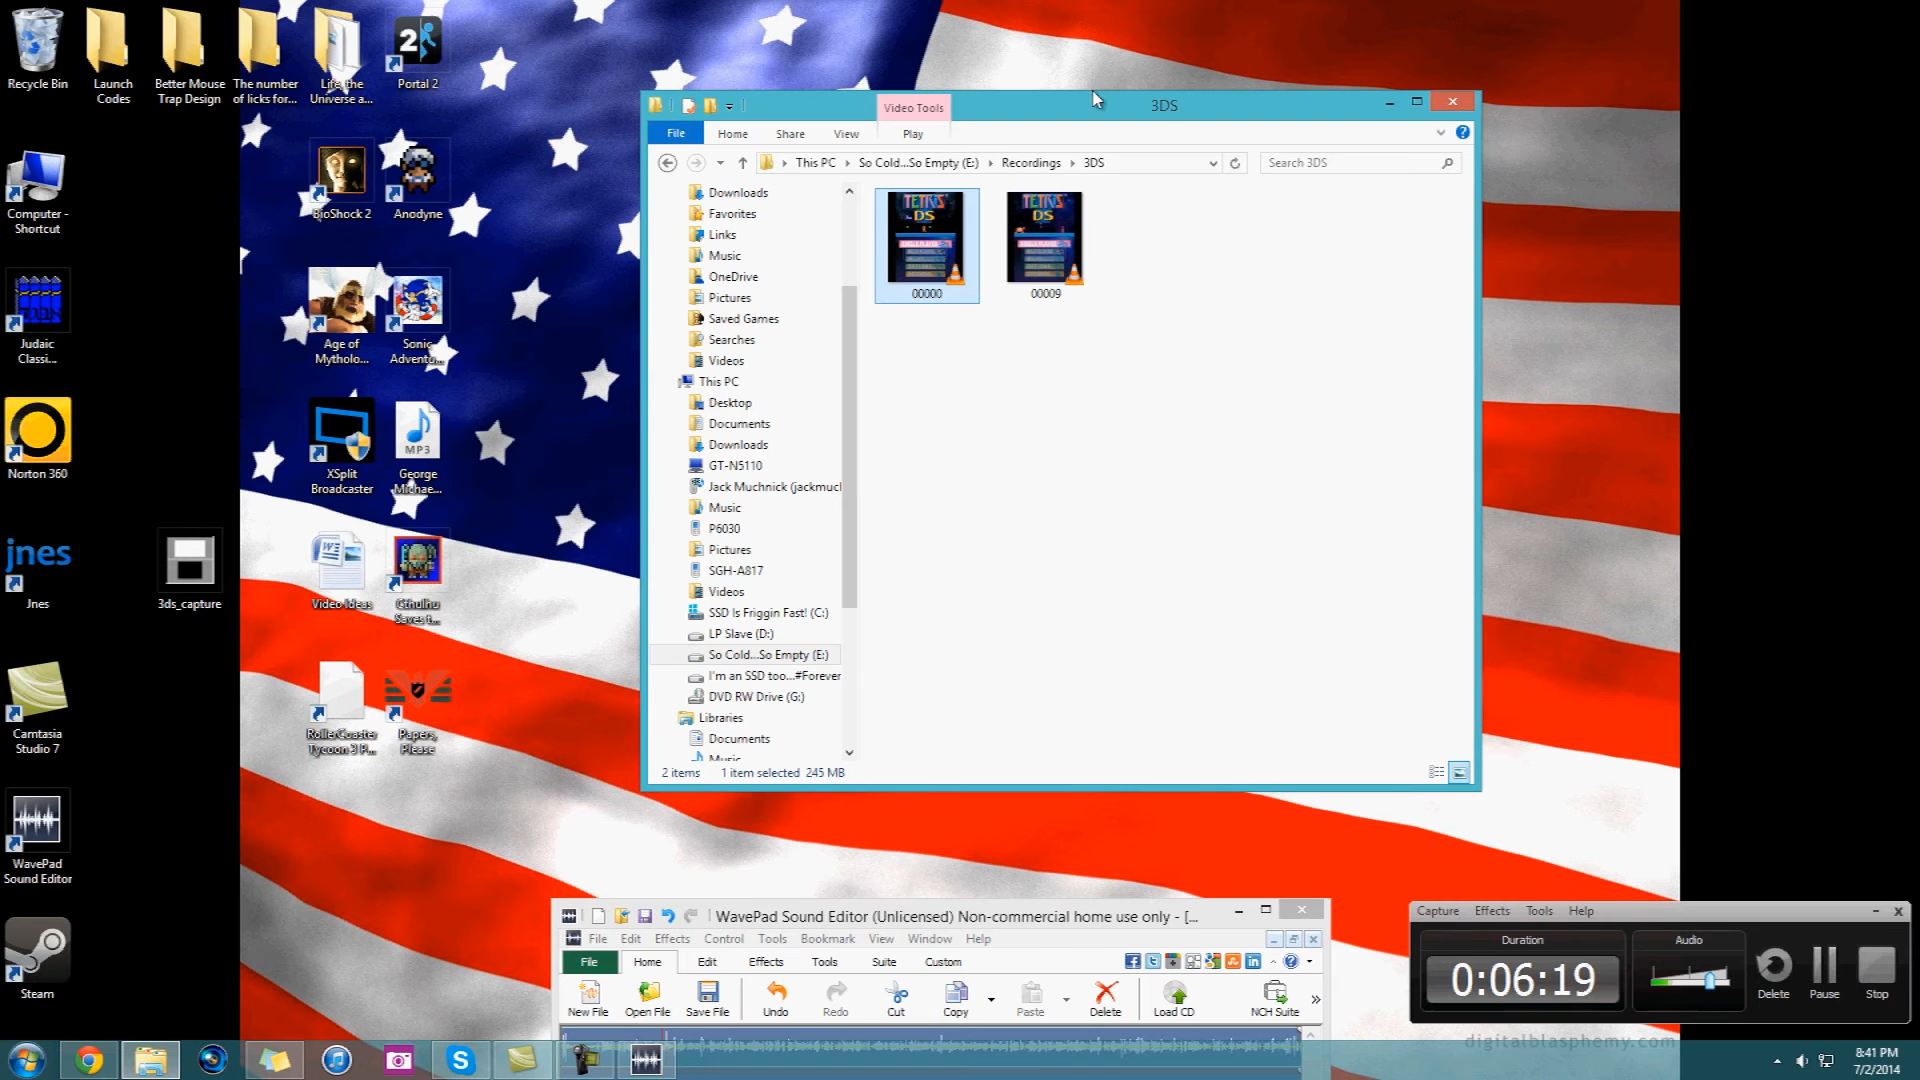 Recycle Bin
Launch
Codes
Better Mouse
Trap Design
The number
of licks for...
Life, the
Universe a...
2
Portal 2
Computer -
Shortcut
BioShock 2
Anodyne
Judaic
Classi...
Age of
Mytholo...
Sonic
Adventu...
Norton 360
XSplit
Broadcaster
MP3
George
Michae...
jnes
Jnes
3ds_capture
Video Ideas
Cthulhu
Saves t...
Camtasia
Studio 7
RollerCoaster
Tycoon 3 P...
Papers,
Please
WavePad
Sound Editor
Steam
Video Tools
3DS
File Home Share View Play
This PC So Cold...So Empty (E:) Recordings 3DS
Search 3DS
Downloads
Favorites
Links
Music
OneDrive
Pictures
Saved Games
Searches
Videos
This PC
Desktop
Documents
Downloads
GT-N5110
Jack Muchnick (jackmucl
Music
P6030
Pictures
SGH-A817
Videos
SSD Is Friggin Fast! (C:)
LP Slave (D:)
So Cold...So Empty (E:)
I'm an SSD too...#Forever
DVD RW Drive (G:)
Libraries
Documents
Music
TETRIS
DS
00000
TETRIS
DS
00009
2 items 1 item selected 245 MB
WavePad Sound Editor (Unlicensed) Non-commercial home use only - [...
File Edit Effects Control Tools Bookmark View Window Help
File Home Edit Effects Tools Suite Custom
New File Open File Save File Undo Redo Cut Copy Paste Delete Load CD NCH Suite
Capture Effects Tools Help
Duration
0:06:19
Audio
Delete Pause Stop
digitalblasphemy.com
8:41 PM
7/2/2014